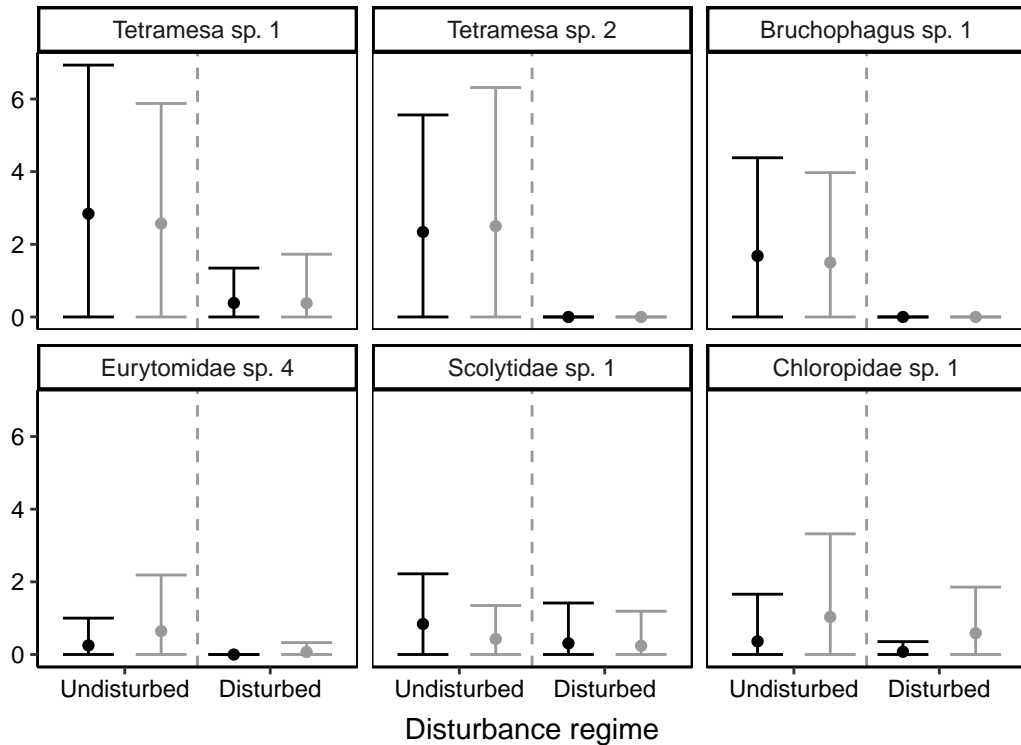 Tetramesa sp. 1
Tetramesa sp. 2
Bruchophagus sp. 1
6
4
2
0
Eurytomidae sp. 4
Scolytidae sp. 1
Chloropidae sp. 1
6
4
2
0
Undisturbed Disturbed
Undisturbed Disturbed
Undisturbed Disturbed
Disturbance regime